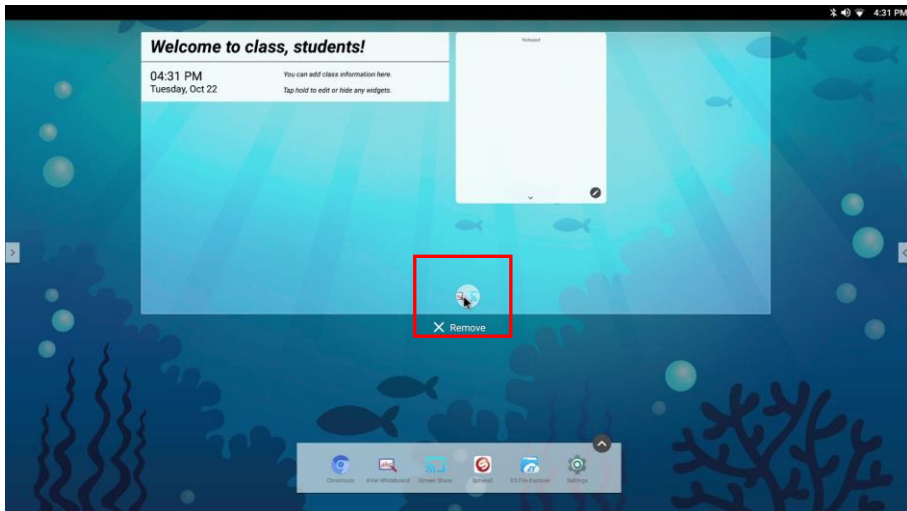 4:31 PM
Welcome to class, students!
04:31 PM
Tuesday, Oct 22
You can add class information here.
Tap hold to edit or hide any widgets.
Notepad
Remove
Chromium
Note Whiteboard
Screen Share
Sphere2
ES File Explorer
Settings